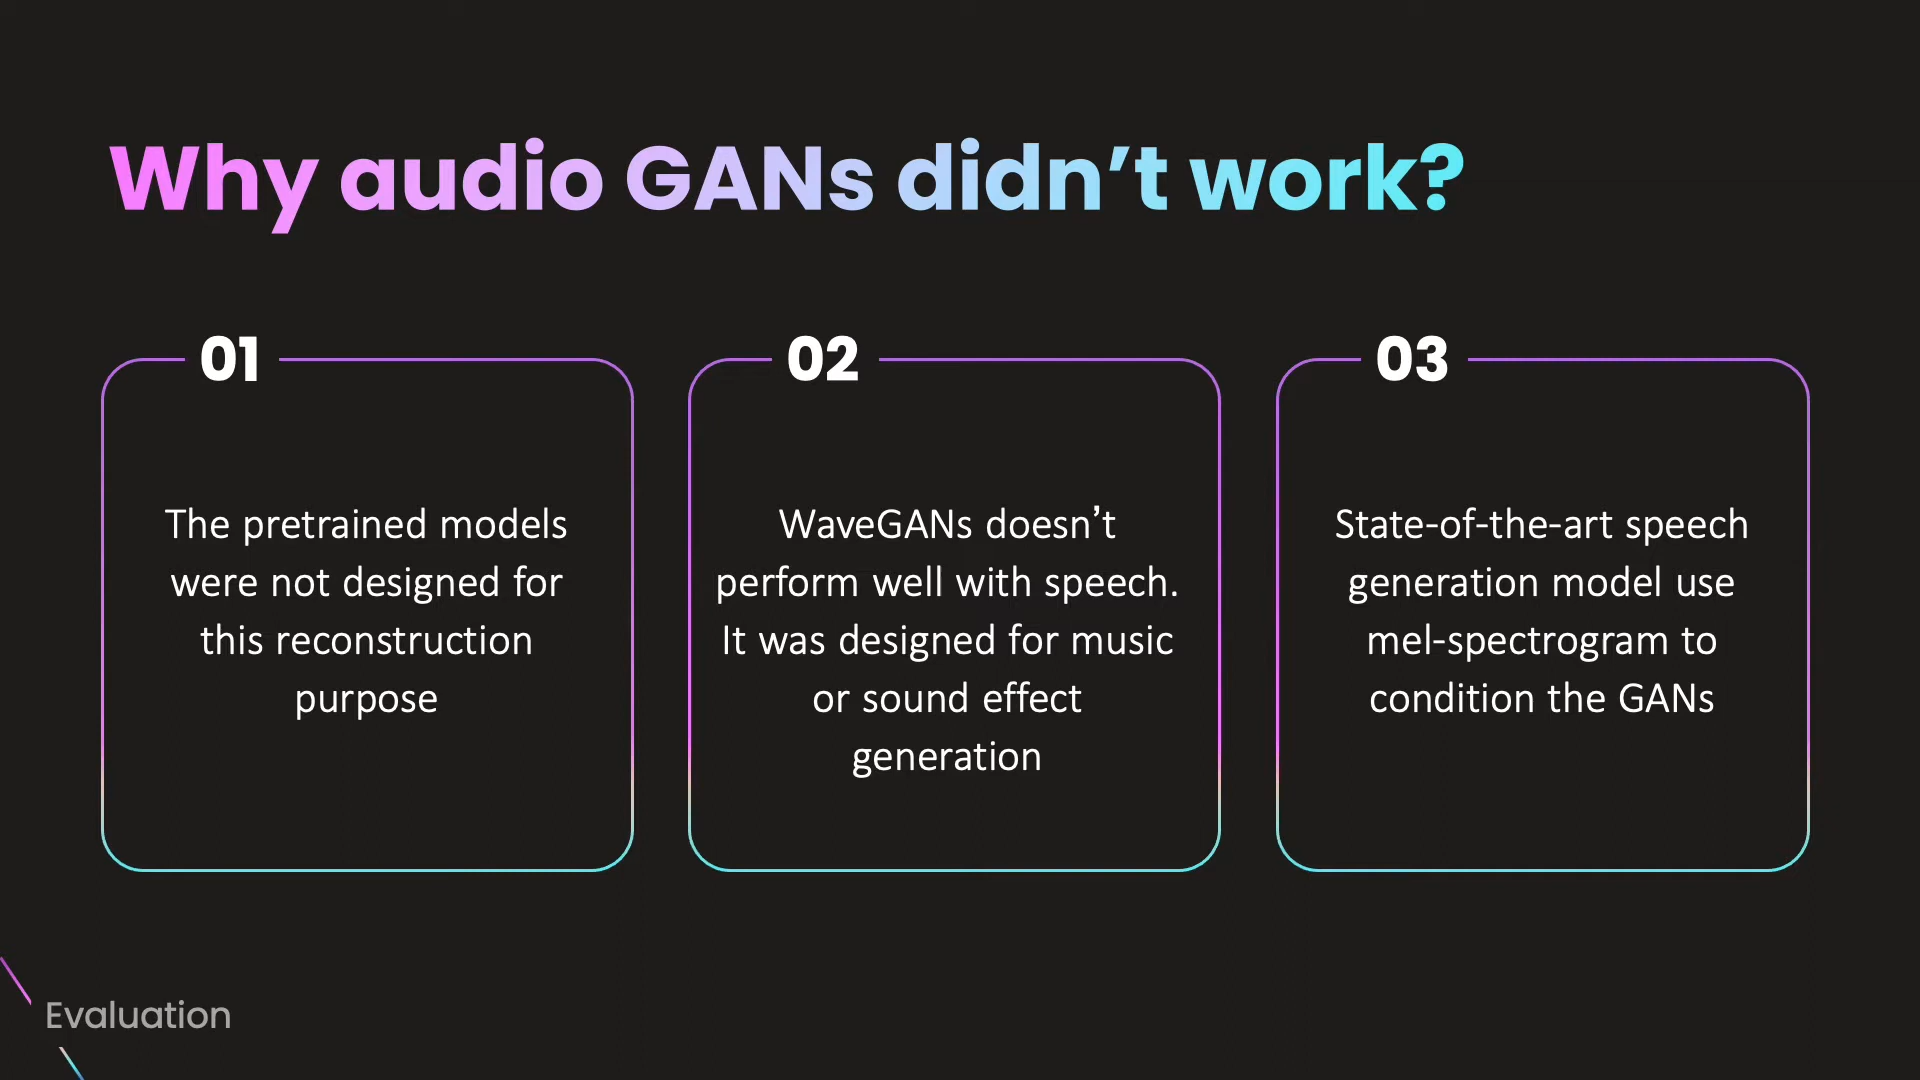 Why audio GANs didn’t work?
01
The pretrained models
were not designed for
this reconstruction
purpose
02
WaveGANs doesn’t
perform well with speech.
It was designed for music
or sound effect
generation
03
State-of-the-art speech
generation model use
mel-spectrogram to
condition the GANs
Evaluation